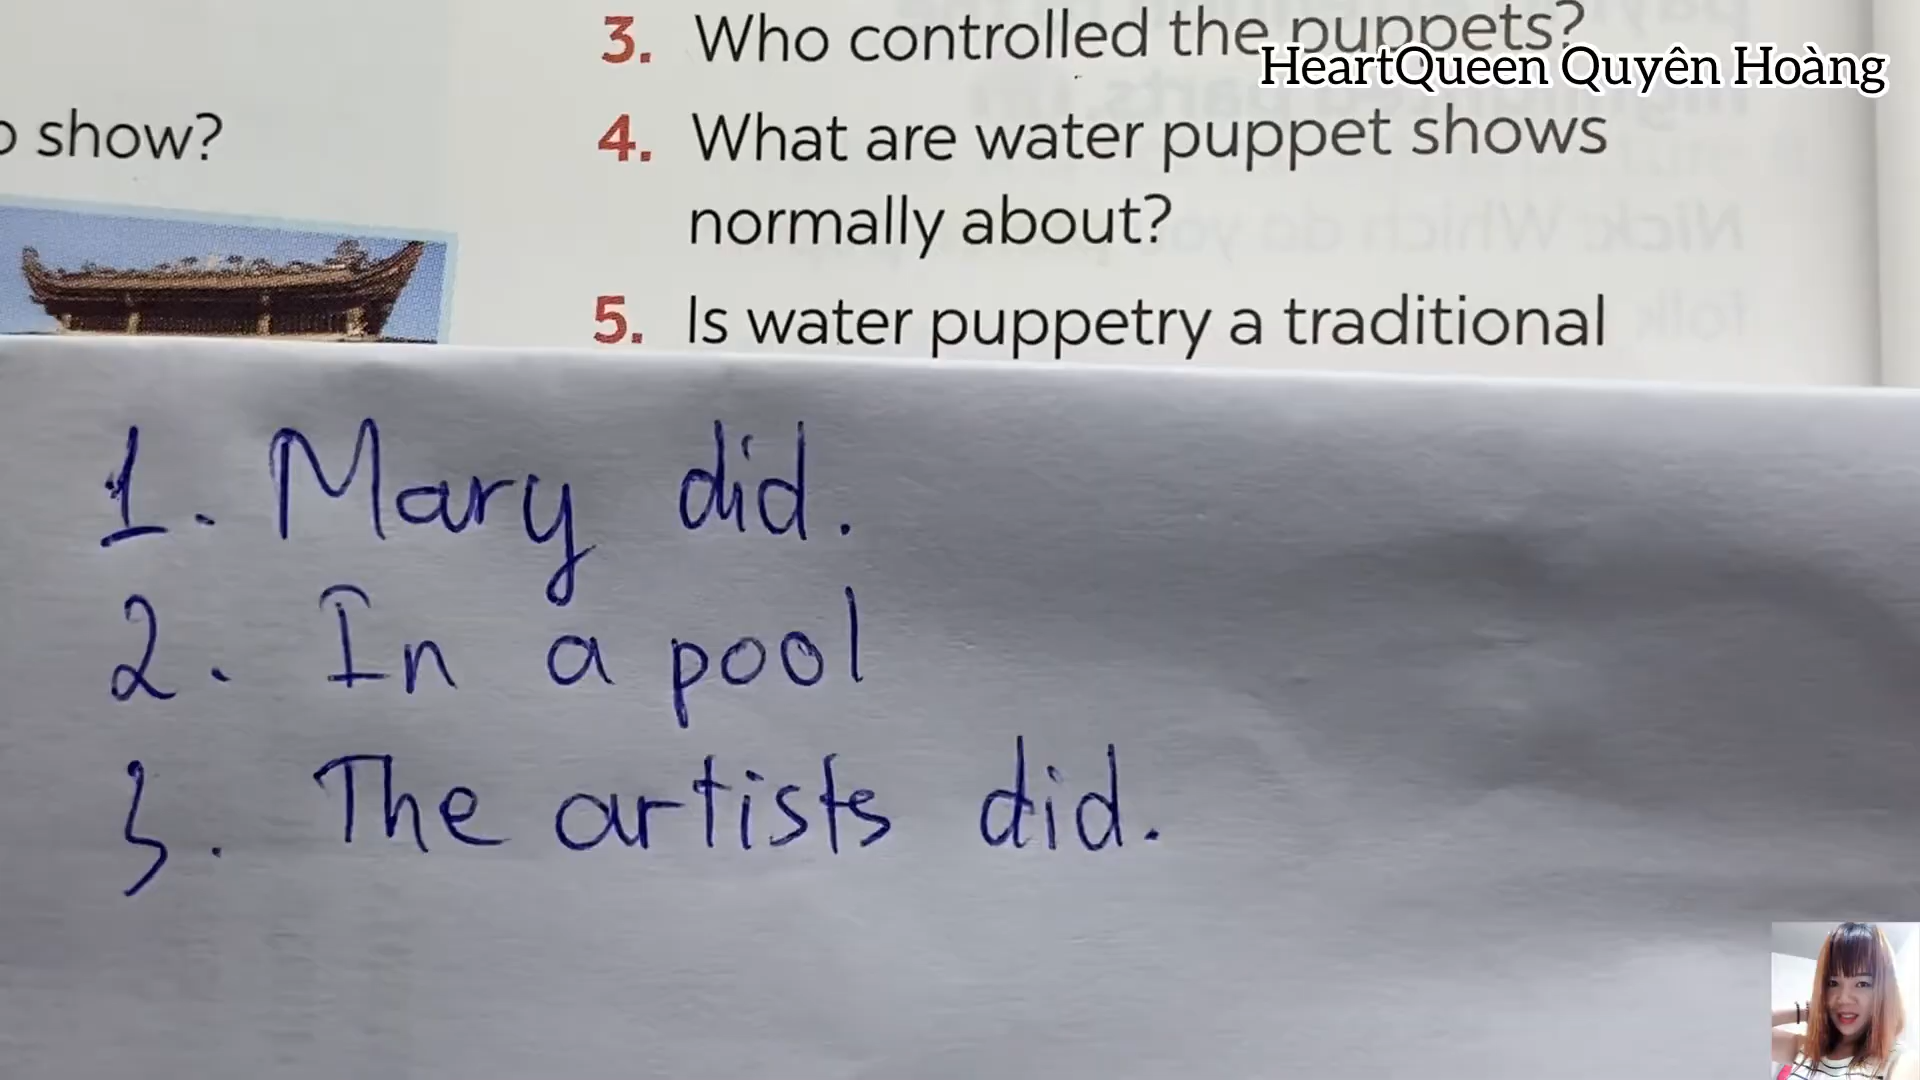 3. Who controlled the puppets?
HeartQueen Quyên Hoàng
show?
4. What are water puppet shows
normally about?
5. Is water puppetry a traditional
1. Mary did.
2. In a pool
3. The artists did.